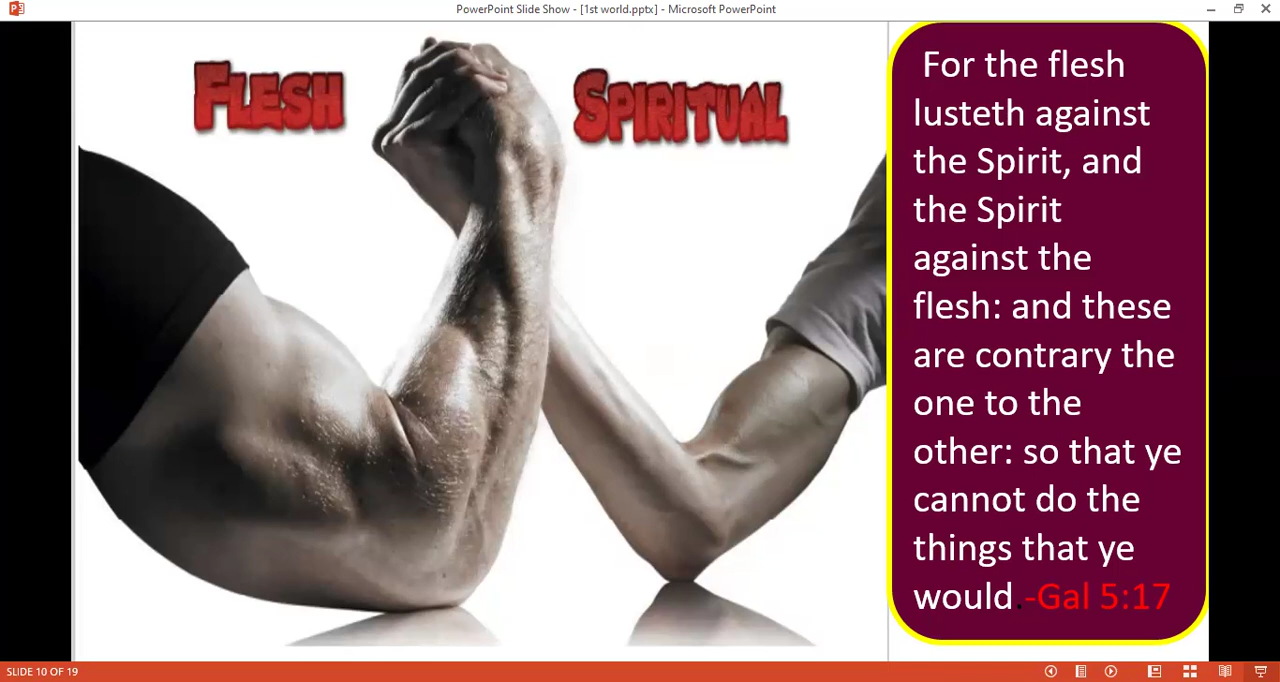 PowerPoint Slide Show - [1st world.pptx] - Microsoft PowerPoint
FLESH
SPIRITUAL
For the flesh
lusteth against
the Spirit, and
the Spirit
against the
flesh: and these
are contrary the
one to the
other: so that ye
cannot do the
things that ye
would.-Gal 5:17
SLIDE 10 OF 19